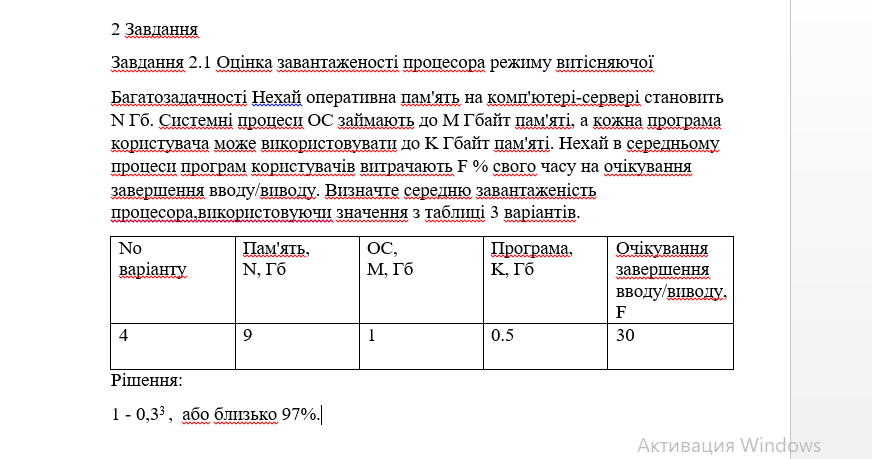 2 Завдання
Завдання 2.1 Оцінка завантаженості процесора режиму витісняючої
Багатозадачності Нехай оперативна пам'ять на комп'ютері-сервері становить
N Гб. Системні процеси ОС займають до M Гбайт пам'яті, а кожна програма
користувача може використовувати до K Гбайт пам'яті. Нехай в середньому
процеси програм користувачів витрачають F % свого часу на очікування
завершення вводу/виводу. Визначте середню завантаженість
процесора,використовуючи значення з таблиці 3 варіантів.
No
варіанту
Пам'ять,
N, Гб
ОС,
M, Гб
Програма,
K, Гб
Очікування
завершення
вводу/виводу,
F
4
9
1
0.5
30
Рішення:
1 - 0,3³ , або близько 97%.
Активация Windows